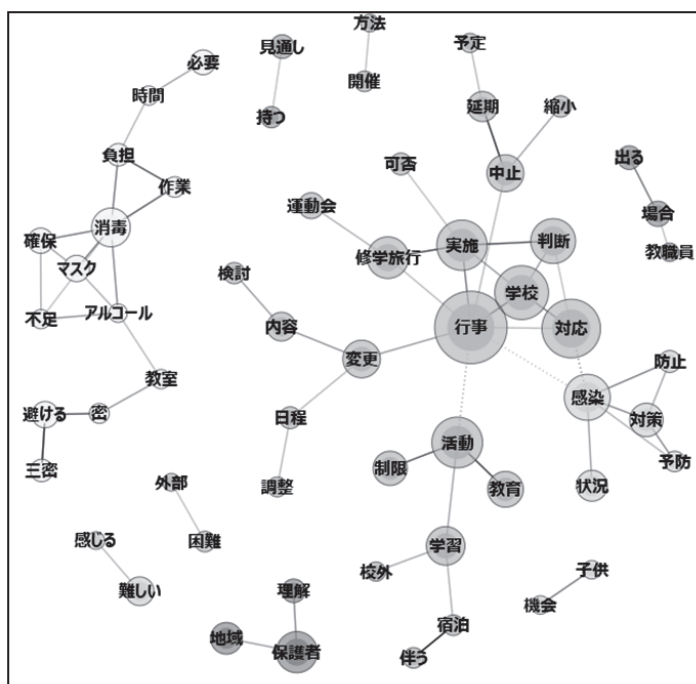 方法
見通し
予定
必要
開催
時間
延期
縮小
持つ
負担
可否
中止
出る
作業
運動会
場合
消毒
確保
実施
判断
教職員
修学旅行
マスク
検討
学校
不足
アルコール
内容
行事
対応
変更
防止
教室
感染
避ける
密
日程
対策
活動
三密
制限
予防
外部
調整
教育
状況
感じる
困難
学習
校外
子供
難しい
理解
機会
地域
保護者
宿泊
伴う